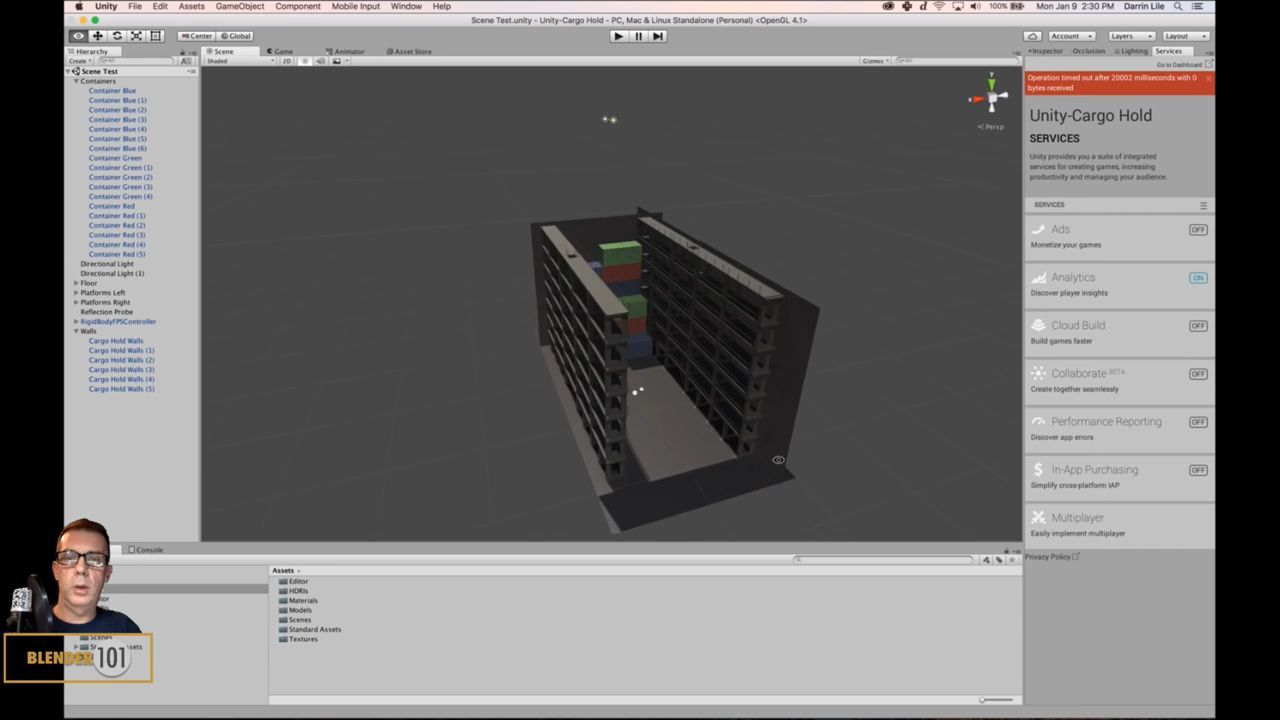 Unity File Edit Assets GameObject Component Mobile Input Window Help 100% Mon Jan 9 2:30 PM Darrin Lile
Scene Test.unity - Unity-Cargo Hold - PC, Mac & Linux Standalone (Personal) <OpenGL 4.1>
Center Global Account Layers Layout
Hierarchy Scene Game Animator Asset Store Inspector Occlusion Lighting Services
Create All Shaded 2D Gizmos All Go to Dashboard
Scene Test
Containers
Container Blue
Container Blue (1)
Container Blue (2)
Container Blue (3)
Container Blue (4)
Container Blue (5)
Container Blue (6)
Container Green
Container Green (1)
Container Green (2)
Container Green (3)
Container Green (4)
Container Red
Container Red (1)
Container Red (2)
Container Red (3)
Container Red (4)
Container Red (5)
Directional Light
Directional Light (1)
Floor
Platforms Left
Platforms Right
Reflection Probe
RigidBodyFPSController
Walls
Cargo Hold Walls
Cargo Hold Walls (1)
Cargo Hold Walls (2)
Cargo Hold Walls (3)
Cargo Hold Walls (4)
Cargo Hold Walls (5)
y
x
Persp
Operation timed out after 20002 milliseconds with 0
bytes received
Unity-Cargo Hold
SERVICES
Unity provides you a suite of integrated
services for creating games, increasing
productivity and managing your audience.
SERVICES
Ads OFF
Monetize your games
Analytics ON
Discover player insights
Cloud Build OFF
Build games faster
Collaborate BETA OFF
Create together seamlessly
Performance Reporting OFF
Discover app errors
In-App Purchasing OFF
Simplify cross-platform IAP
Multiplayer
Easily implement multiplayer
Privacy Policy
Console
Assets
Editor
HDRIs
Materials
Models
Scenes
Standard Assets
Textures
BLENDER 101